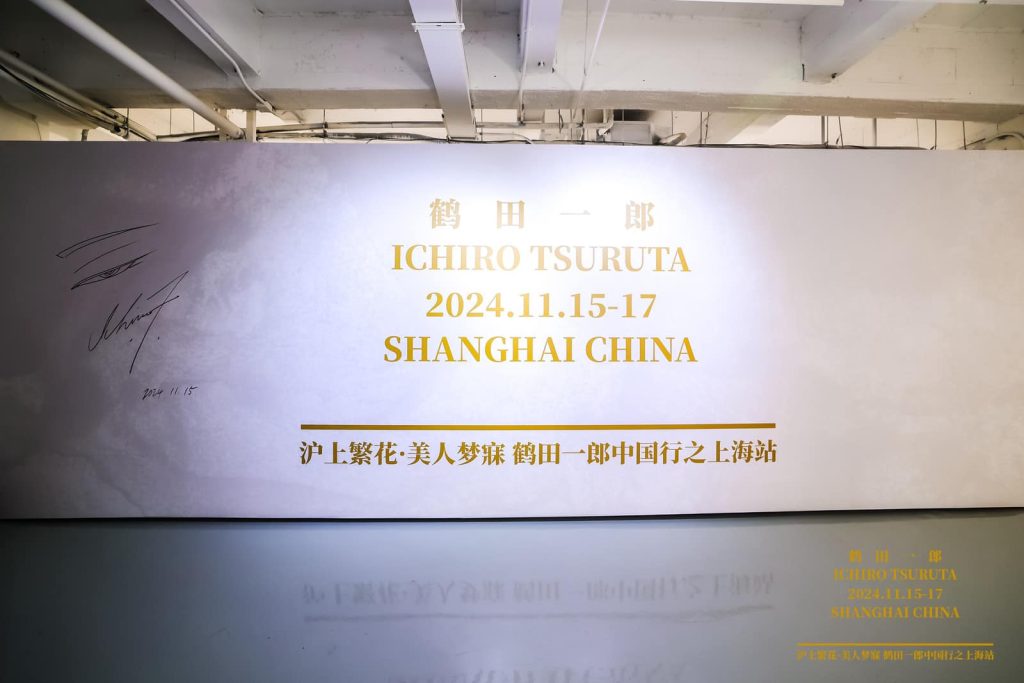 鹤田一郎
ICHIRO TSURUTA
2024.11.15-17
SHANGHAI CHINA
沪上繁花·美人梦寐 鹤田一郎中国行之上海站
2024.11.15
鹤田一郎
ICHIRO TSURUTA
2024.11.15-17
SHANGHAI CHINA
沪上繁花·美人梦寐 鹤田一郎中国行之上海站